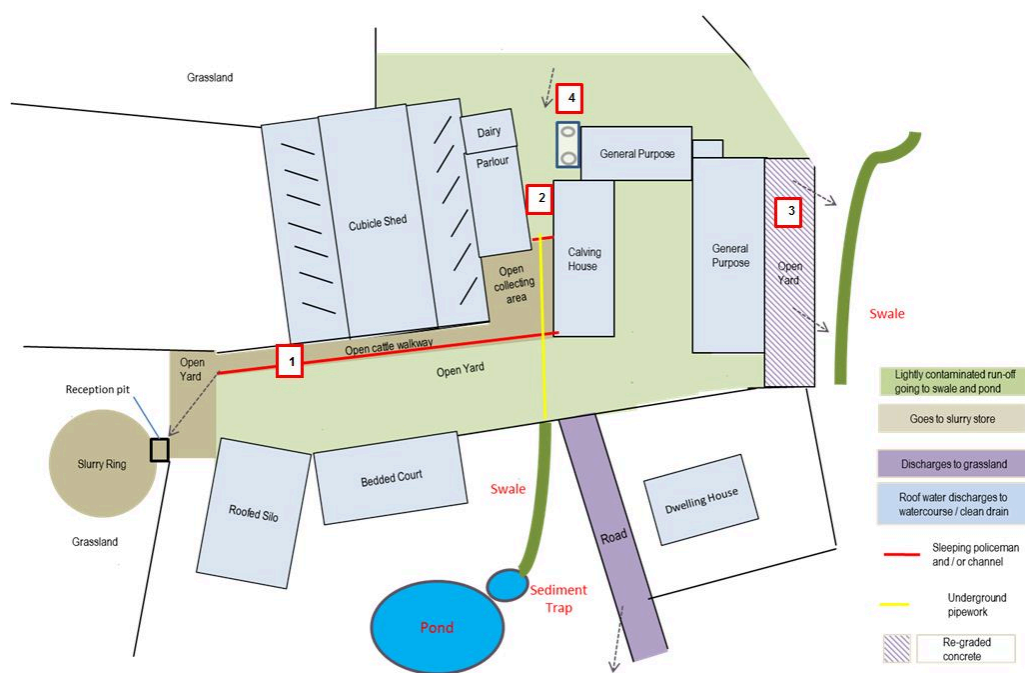 Grassland
4
Dairy
Parlour
General Purpose
2
3
Cubicle Shed
Calving
House
General
Purpose
Open
Yard
Open
collecting
area
Swale
1
Open cattle walkway
Open
Yard
Open Yard
Reception pit
Slurry Ring
Bedded Court
Roofed Silo
Swale
Dwelling House
Road
Grassland
Sediment
Trap
Pond
Lightly contaminated run-off
going to swale and pond
Goes to slurry store
Discharges to grassland
Roof water discharges to
watercourse / clean drain
Sleeping policeman
and / or channel
Underground
pipework
Re-graded
concrete